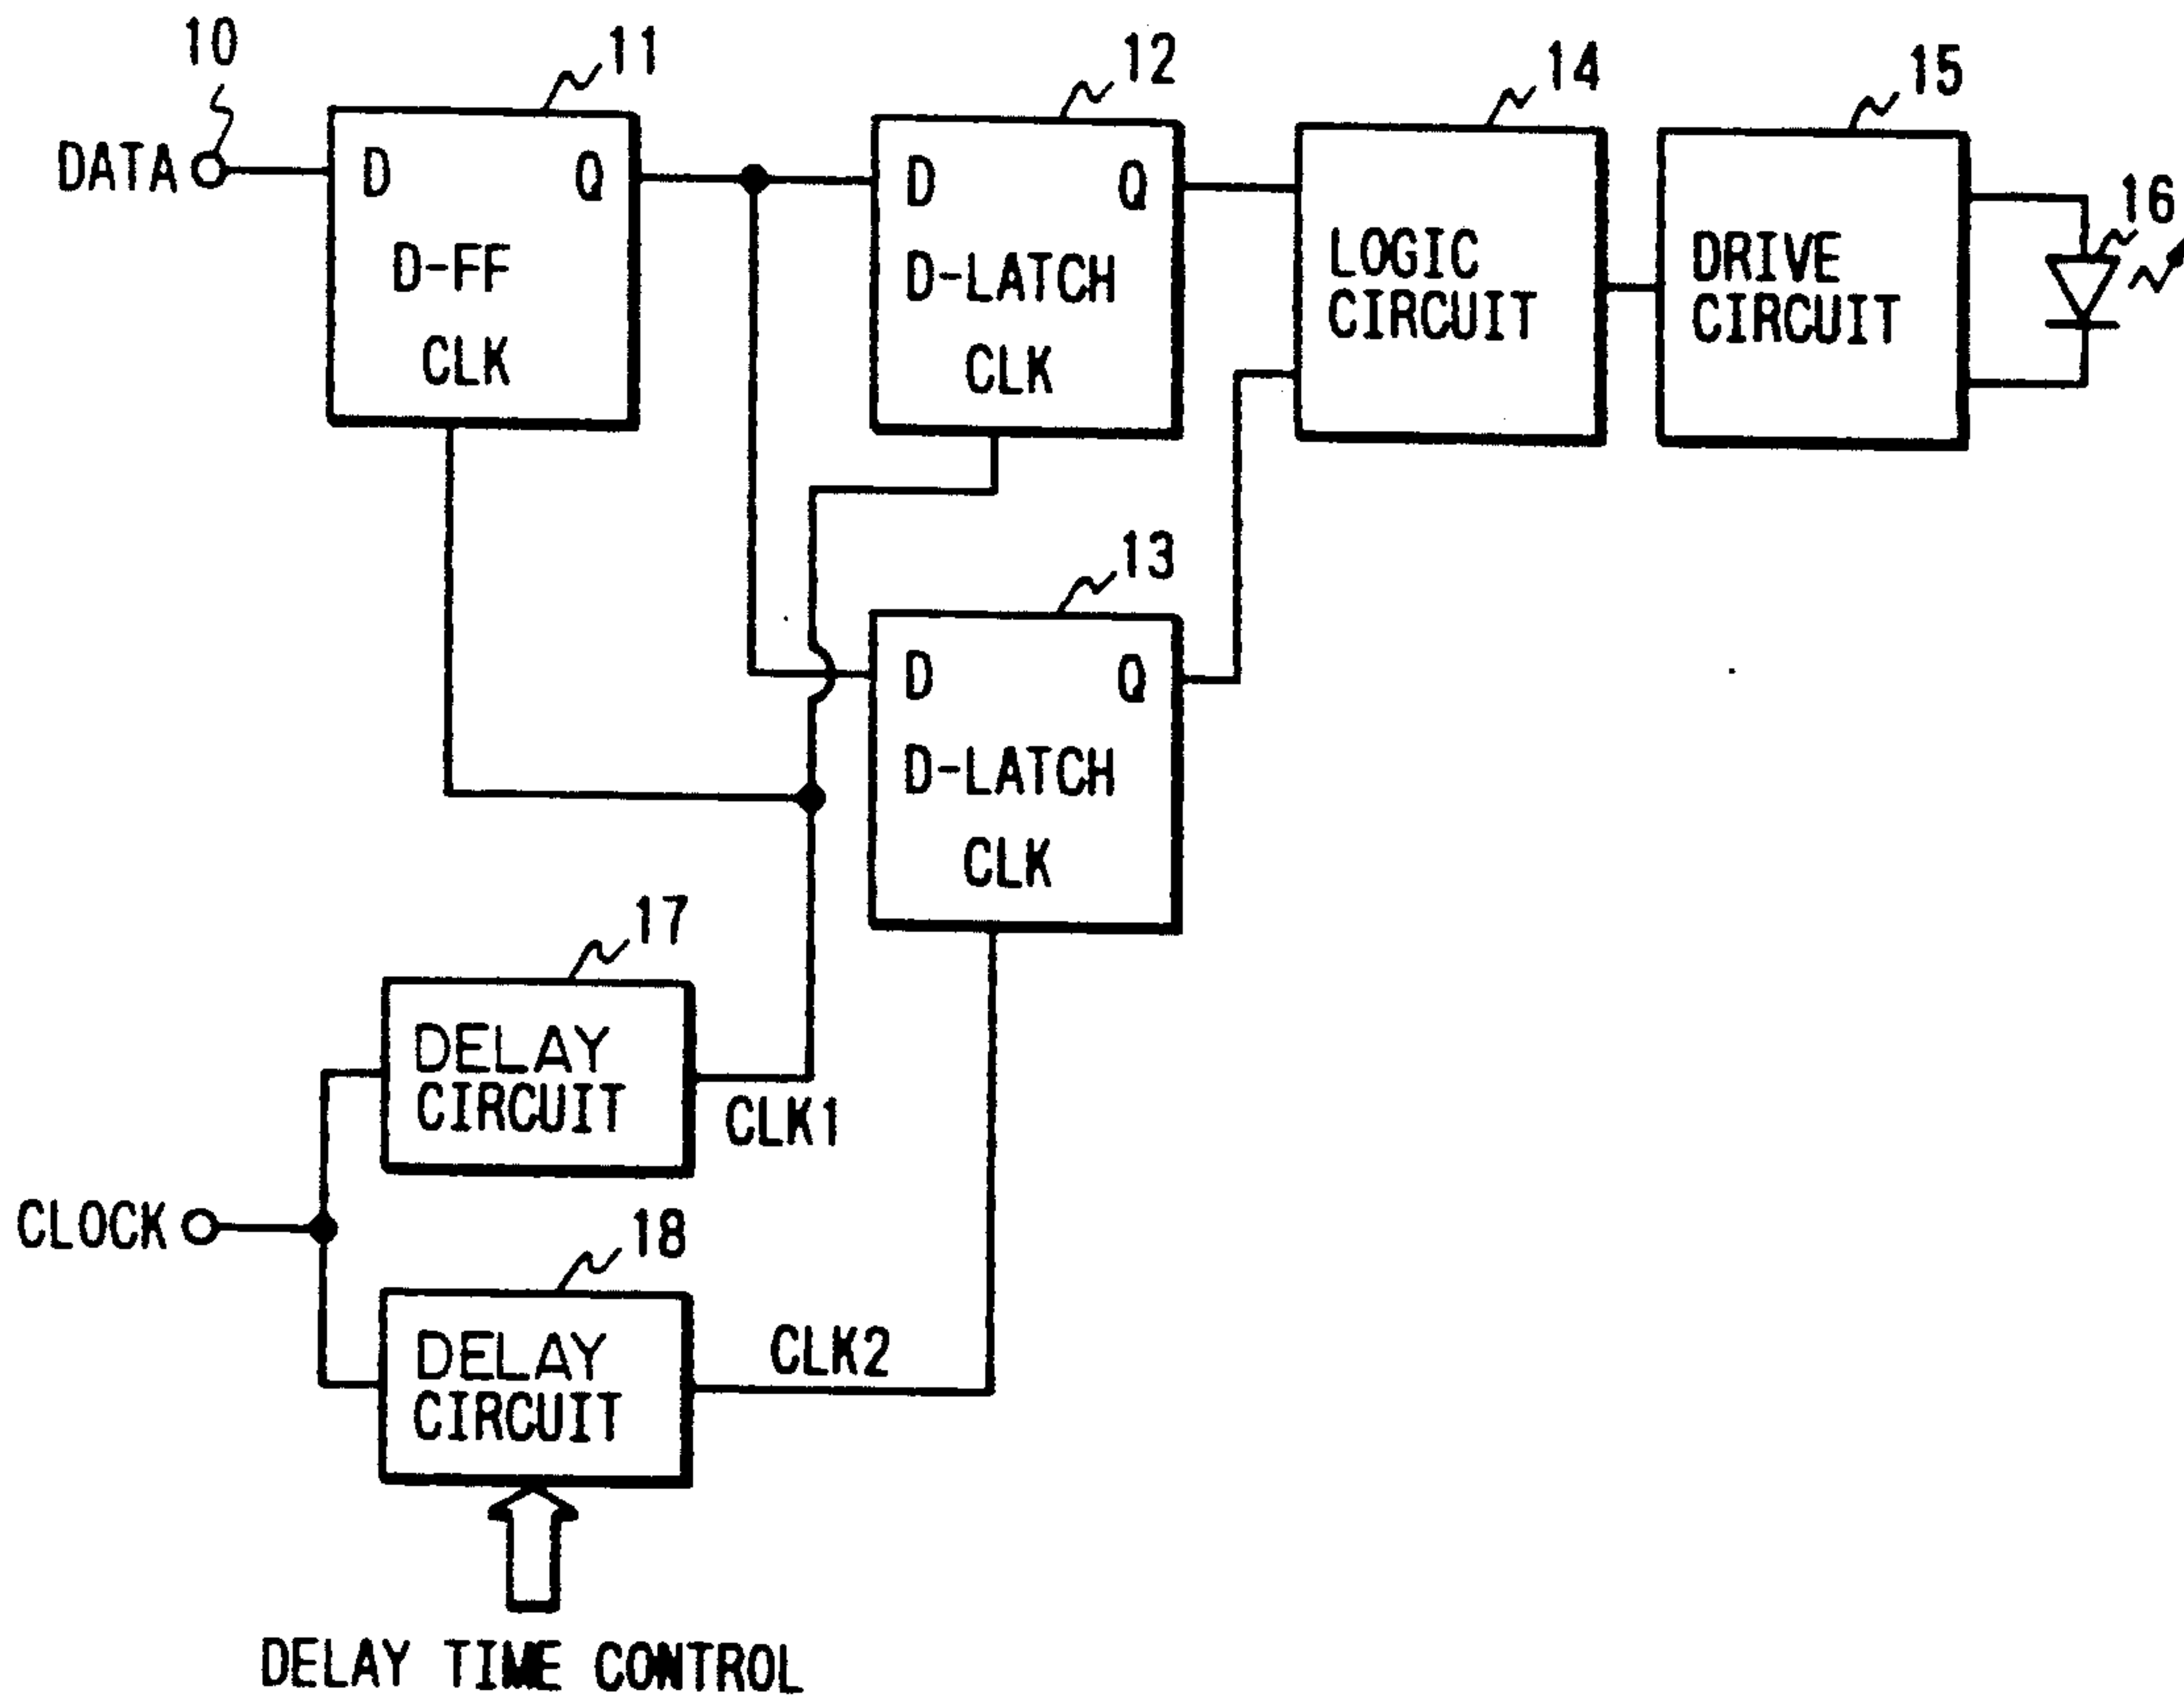 10
11
12
14
15
16
DATA
D Q
D-FF
CLK
D Q
D-LATCH
CLK
LOGIC
CIRCUIT
DRIVE
CIRCUIT
13
D Q
D-LATCH
CLK
17
DELAY
CIRCUIT
CLK1
CLOCK
18
DELAY
CIRCUIT
CLK2
DELAY TIME CONTROL